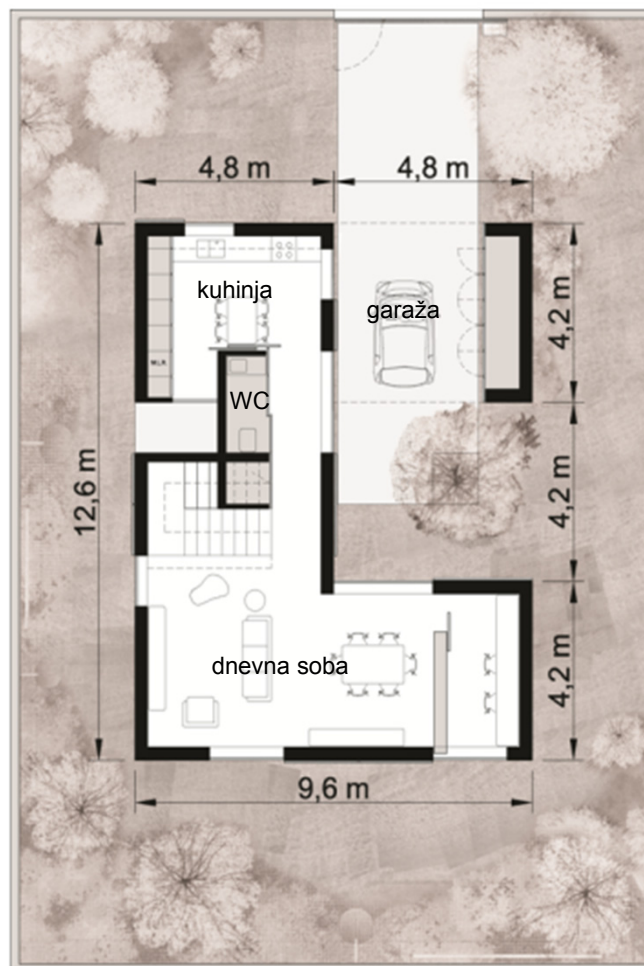 4,8 m 4,8 m
kuhinja
garaža
4,2 m
WC
12,6 m
4,2 m
dnevna soba
4,2 m
9,6 m